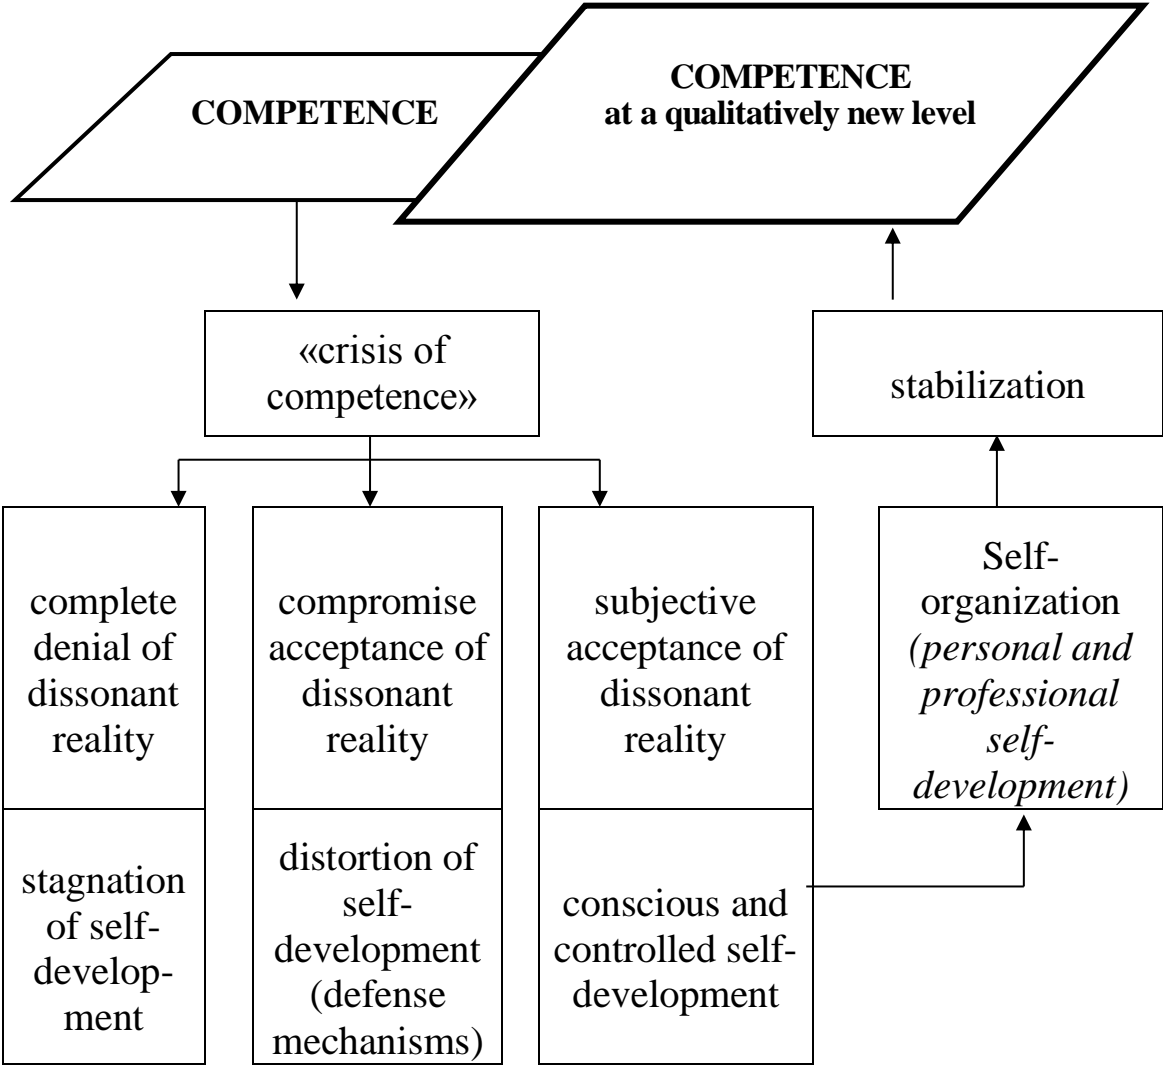 COMPETENCE
COMPETENCE
at a qualitatively new level
«crisis of
competence»
stabilization
complete
denial of
dissonant
reality
stagnation
of self-
develop-
ment
compromise
acceptance of
dissonant
reality
distortion of
self-
development
(defense
mechanisms)
subjective
acceptance of
dissonant
reality
conscious and
controlled self-
development
Self-
organization
(personal and
professional
self-
development)